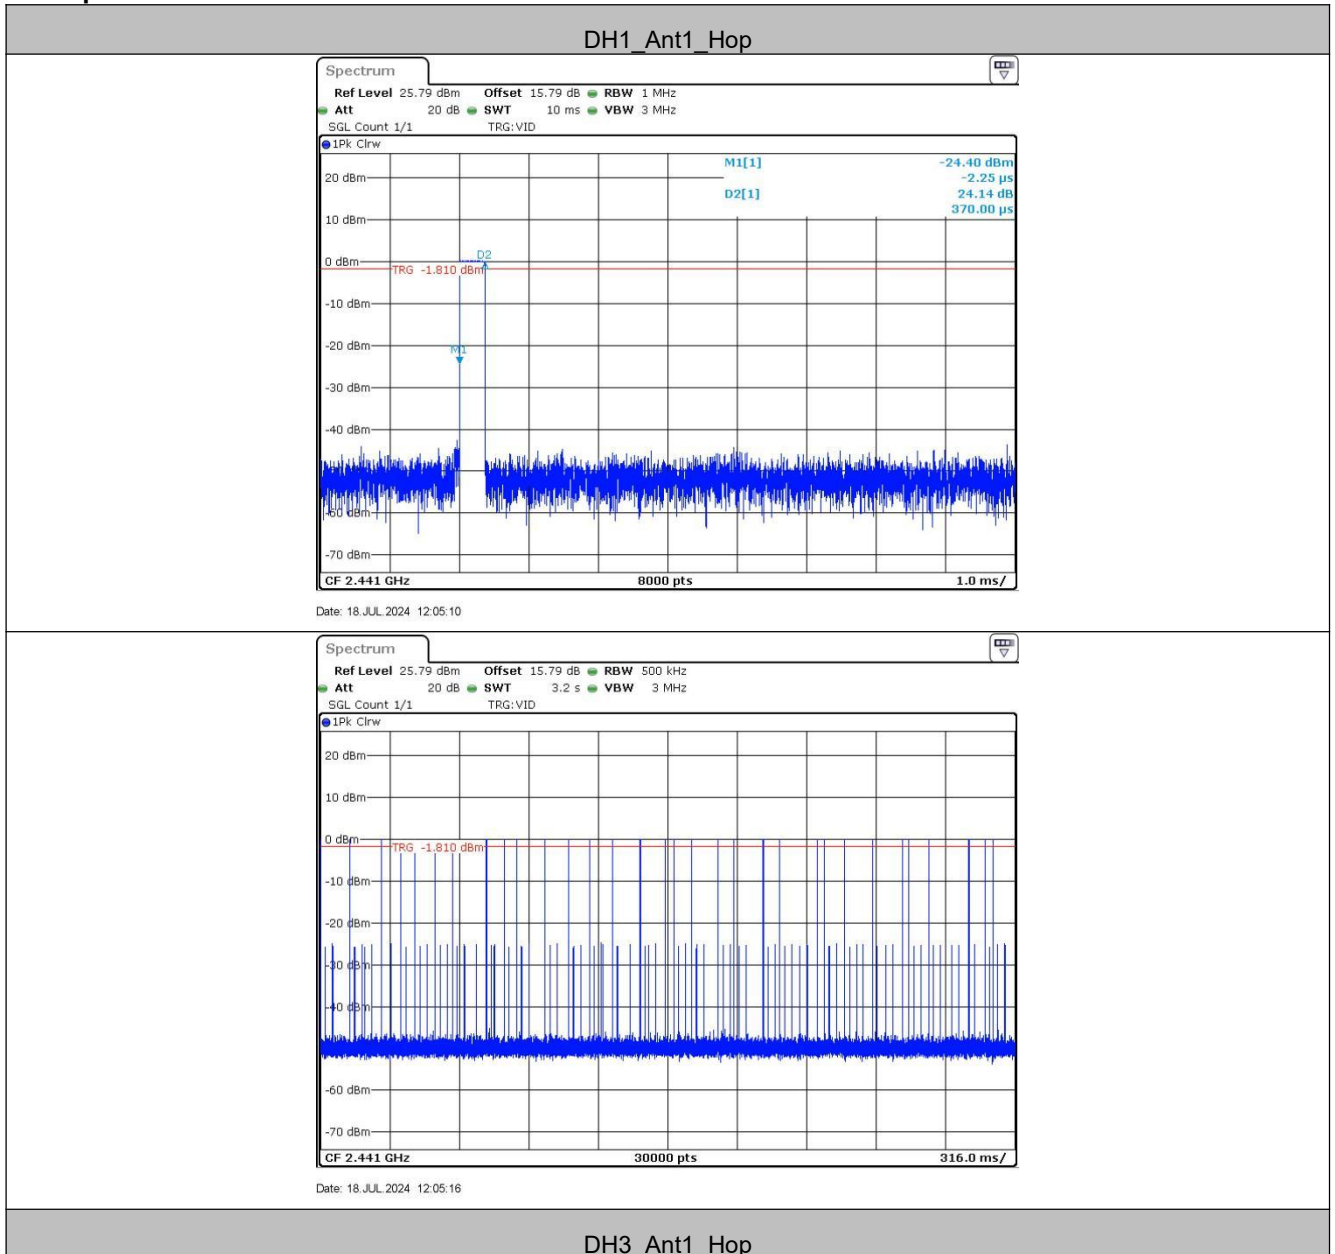 DH1_Ant1_Hop
Spectrum
Ref Level 25.79 dBm Offset 15.79 dB RBW 1 MHz
Att 20 dB SWT 10 ms VBW 3 MHz
SGL Count 1/1 TRG:VID
1Pk Clrw
M1[1] -24.40 dBm
-2.25 µs
D2[1] 24.14 dB
370.00 µs
20 dBm
10 dBm
D2
0 dBm
TRG -1.810 dBm
-10 dBm
-20 dBm
M1
-30 dBm
-40 dBm
-60 dBm
-70 dBm
CF 2.441 GHz 8000 pts 1.0 ms/
Date: 18.JUL.2024 12:05:10
Spectrum
Ref Level 25.79 dBm Offset 15.79 dB RBW 500 kHz
Att 20 dB SWT 3.2 s VBW 3 MHz
SGL Count 1/1 TRG:VID
1Pk Clrw
20 dBm
10 dBm
0 dBm
TRG -1.810 dBm
-10 dBm
-20 dBm
-30 dBm
-40 dBm
-60 dBm
-70 dBm
CF 2.441 GHz 30000 pts 316.0 ms/
Date: 18.JUL.2024 12:05:16
DH3_Ant1_Hop